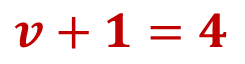 v + 1 = 4